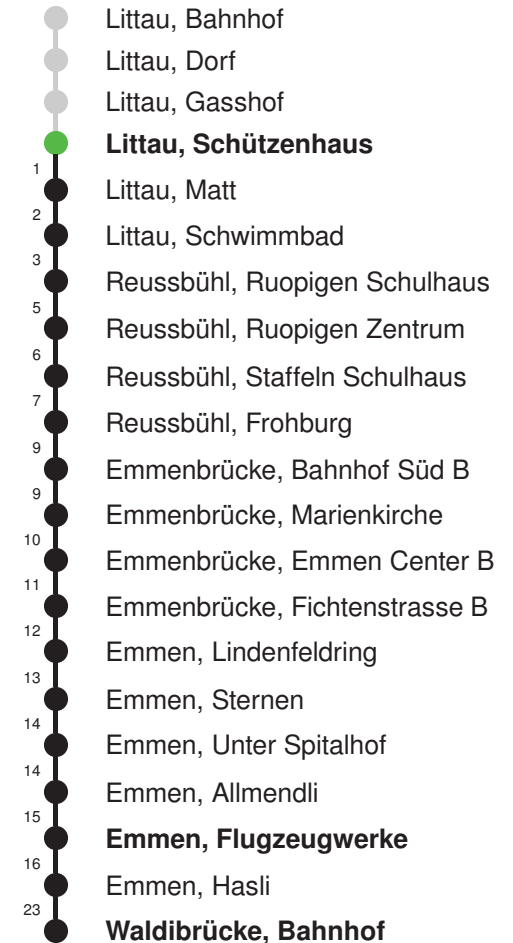 Littau, Bahnhof
Littau, Dorf
Littau, Gasshof
Littau, Schützenhaus
1
Littau, Matt
2
Littau, Schwimmbad
3
Reussbühl, Ruopigen Schulhaus
5
Reussbühl, Ruopigen Zentrum
6
Reussbühl, Staffeln Schulhaus
7
Reussbühl, Frohburg
9
Emmenbrücke, Bahnhof Süd B
9
Emmenbrücke, Marienkirche
10
Emmenbrücke, Emmen Center B
11
Emmenbrücke, Fichtenstrasse B
12
Emmen, Lindenfeldring
13
Emmen, Sternen
14
Emmen, Unter Spitalhof
14
Emmen, Allmendli
15
Emmen, Flugzeugwerke
16
Emmen, Hasli
23
Waldibrücke, Bahnhof